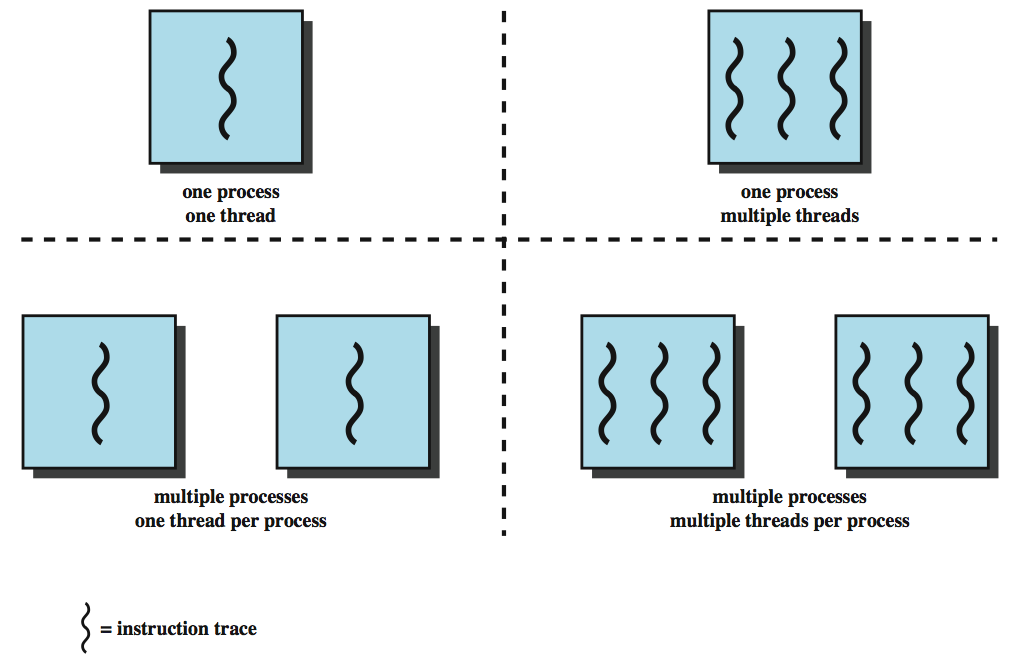 one process
one thread
one process
multiple threads
multiple processes
one thread per process
multiple processes
multiple threads per process
= instruction trace